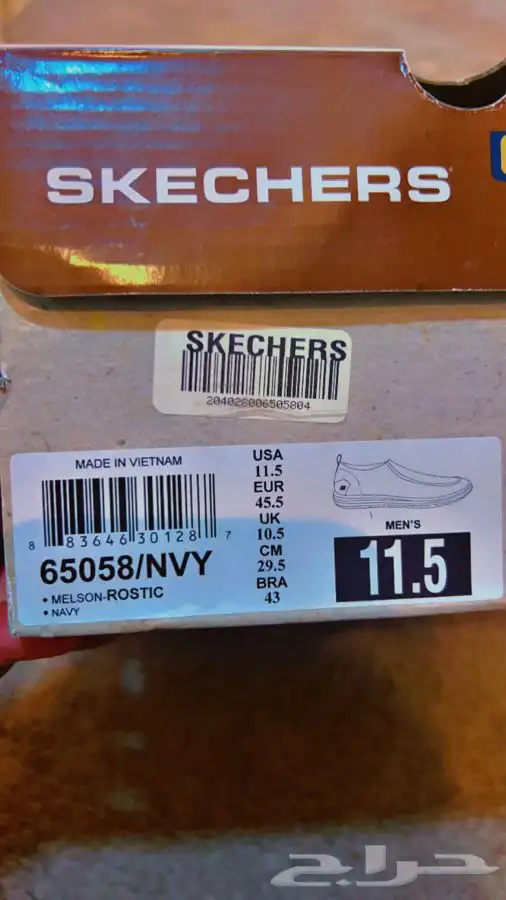 SKECHERS
SKECHERS
204028006505804
MADE IN VIETNAM
8 83646 30128 7
65058/NVY
• MELSON-ROSTIC
• NAVY
USA
11.5
EUR
45.5
UK
10.5
CM
29.5
BRA
43
MEN'S
11.5
حراج